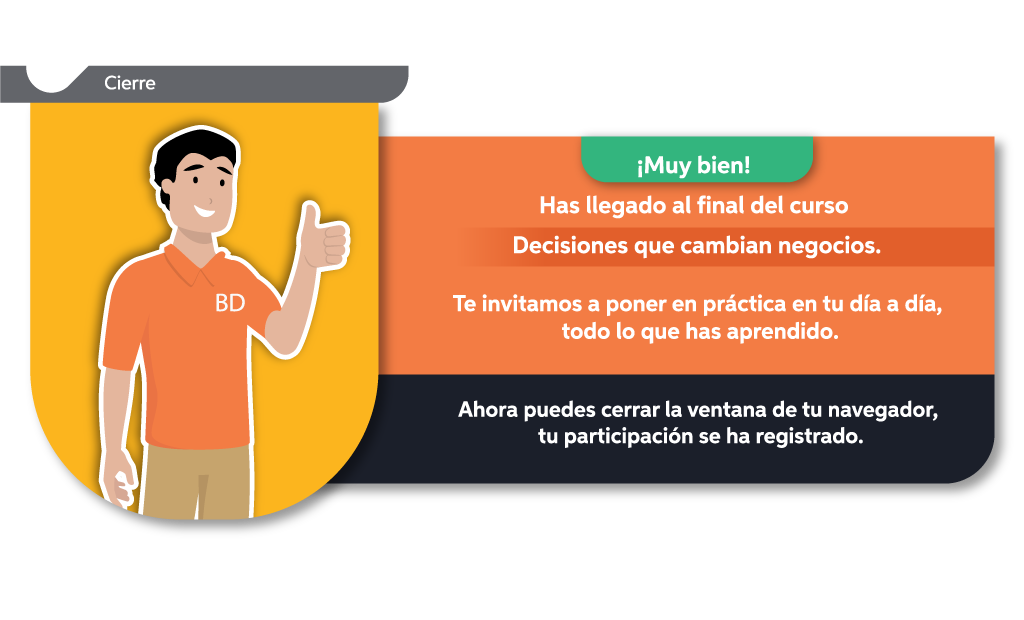 Cierre
¡Muy bien!
Has llegado al final del curso
Decisiones que cambian negocios.
BD
Te invitamos a poner en práctica en tu día a día,
todo lo que has aprendido.
Ahora puedes cerrar la ventana de tu navegador,
tu participación se ha registrado.